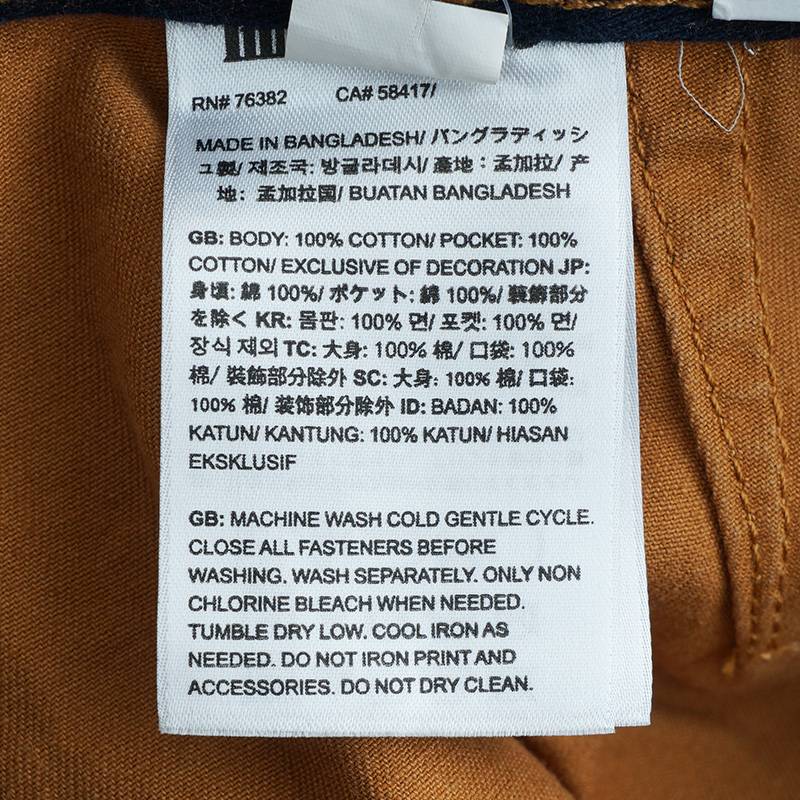 RN# 76382 CA# 58417/
MADE IN BANGLADESH/ バングラディッシ
ュ製/ 제조국: 방글라데시/ 產地：孟加拉/ 产
地：孟加拉国/ BUATAN BANGLADESH
GB: BODY: 100% COTTON/ POCKET: 100%
COTTON/ EXCLUSIVE OF DECORATION JP:
身頃: 綿 100%/ ポケット: 綿 100%/ 装飾部分
を除く KR: 몸판: 100% 면/ 포켓: 100% 면/
장식 제외 TC: 大身: 100% 棉/ 口袋: 100%
棉/ 裝飾部分除外 SC: 大身: 100% 棉/ 口袋:
100% 棉/ 装饰部分除外 ID: BADAN: 100%
KATUN/ KANTUNG: 100% KATUN/ HIASAN
EKSKLUSIF
GB: MACHINE WASH COLD GENTLE CYCLE.
CLOSE ALL FASTENERS BEFORE
WASHING. WASH SEPARATELY. ONLY NON
CHLORINE BLEACH WHEN NEEDED.
TUMBLE DRY LOW. COOL IRON AS
NEEDED. DO NOT IRON PRINT AND
ACCESSORIES. DO NOT DRY CLEAN.